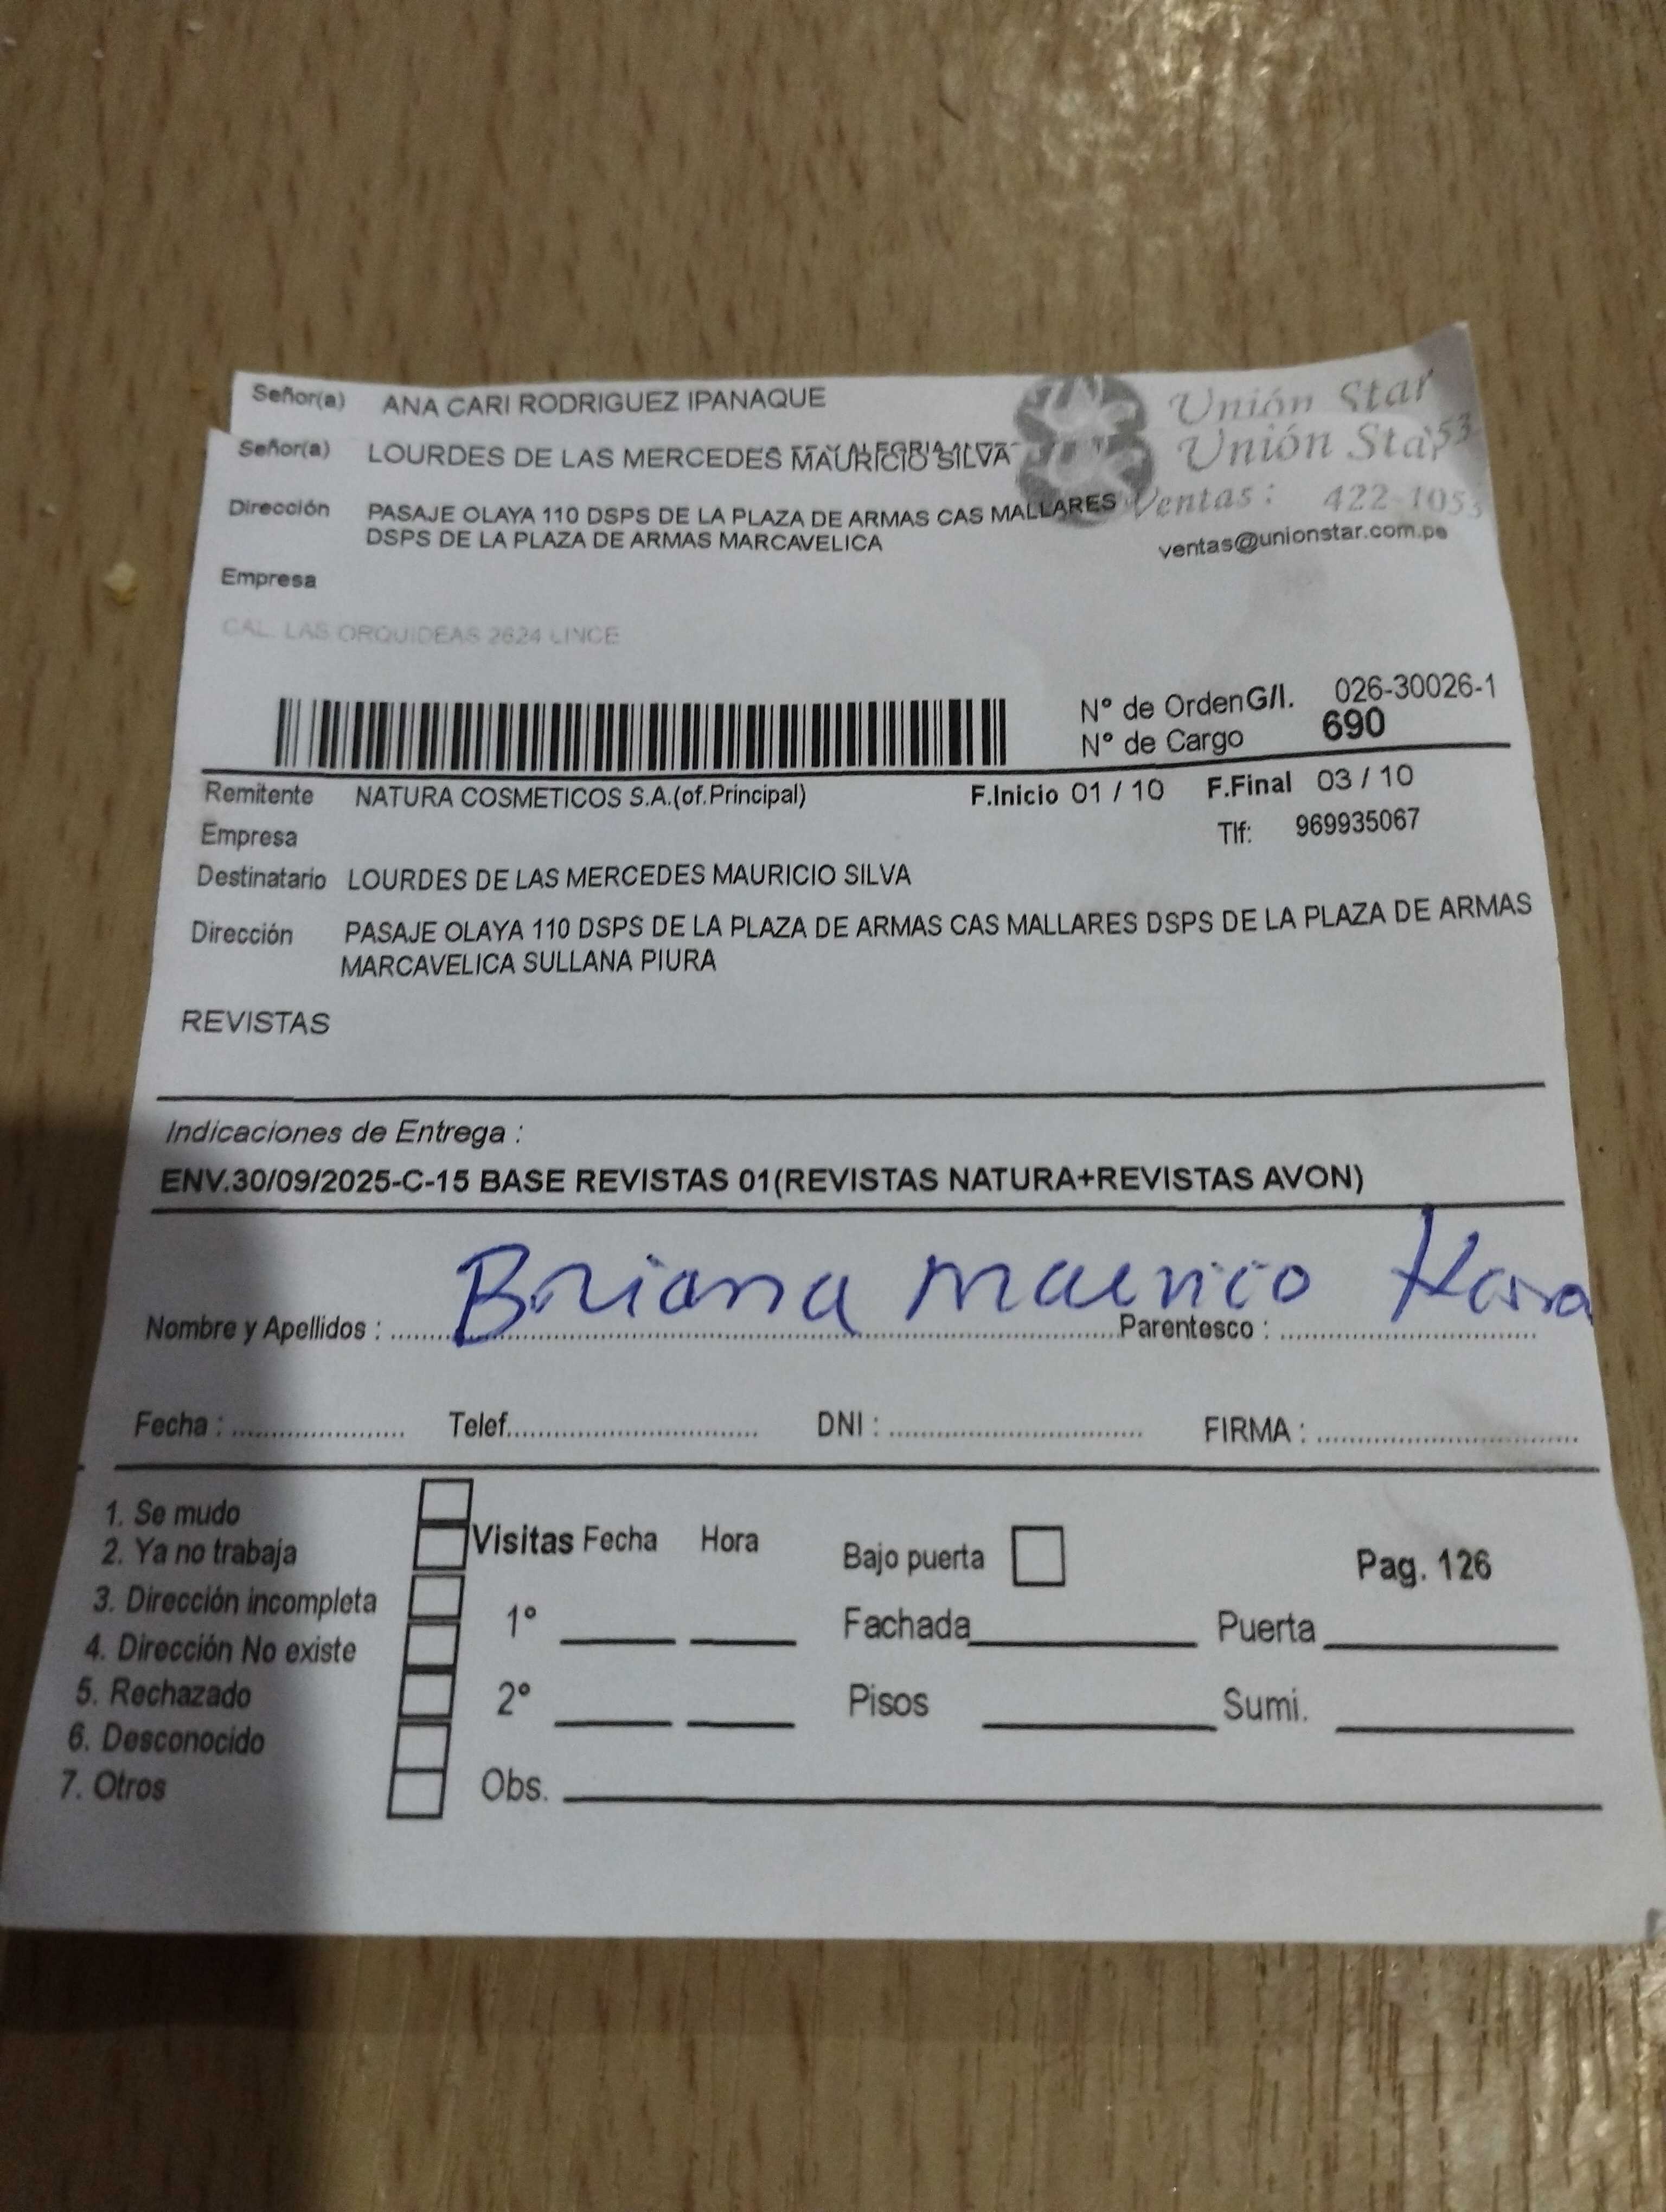 Señor(a) ANA CARI RODRIGUEZ IPANAQUE Unión Star
Señor(a) LOURDES DE LAS MERCEDES MAURICIO SILVA Unión Star
Dirección PASAJE OLAYA 110 DSPS DE LA PLAZA DE ARMAS CAS MALLARES Ventas: 422-1053
DSPS DE LA PLAZA DE ARMAS MARCAVELICA ventas@unionstar.com.pe
Empresa
CAL. LAS ORQUIDEAS 2624 LINCE
N° de Orden G/I. 026-30026-1
N° de Cargo 690
Remitente NATURA COSMETICOS S.A.(of.Principal) F.Inicio 01 / 10 F.Final 03 / 10
Empresa Tlf: 969935067
Destinatario LOURDES DE LAS MERCEDES MAURICIO SILVA
Dirección PASAJE OLAYA 110 DSPS DE LA PLAZA DE ARMAS CAS MALLARES DSPS DE LA PLAZA DE ARMAS
MARCAVELICA SULLANA PIURA
REVISTAS
Indicaciones de Entrega :
ENV.30/09/2025-C-15 BASE REVISTAS 01(REVISTAS NATURA+REVISTAS AVON)
Nombre y Apellidos : Briana Maurico Parentesco :
Fecha : Telef. DNI : FIRMA :
1. Se mudo
2. Ya no trabaja Visitas Fecha Hora Bajo puerta Pag. 126
3. Dirección incompleta 1° Fachada Puerta
4. Dirección No existe
5. Rechazado 2° Pisos Sumi.
6. Desconocido
7. Otros Obs.